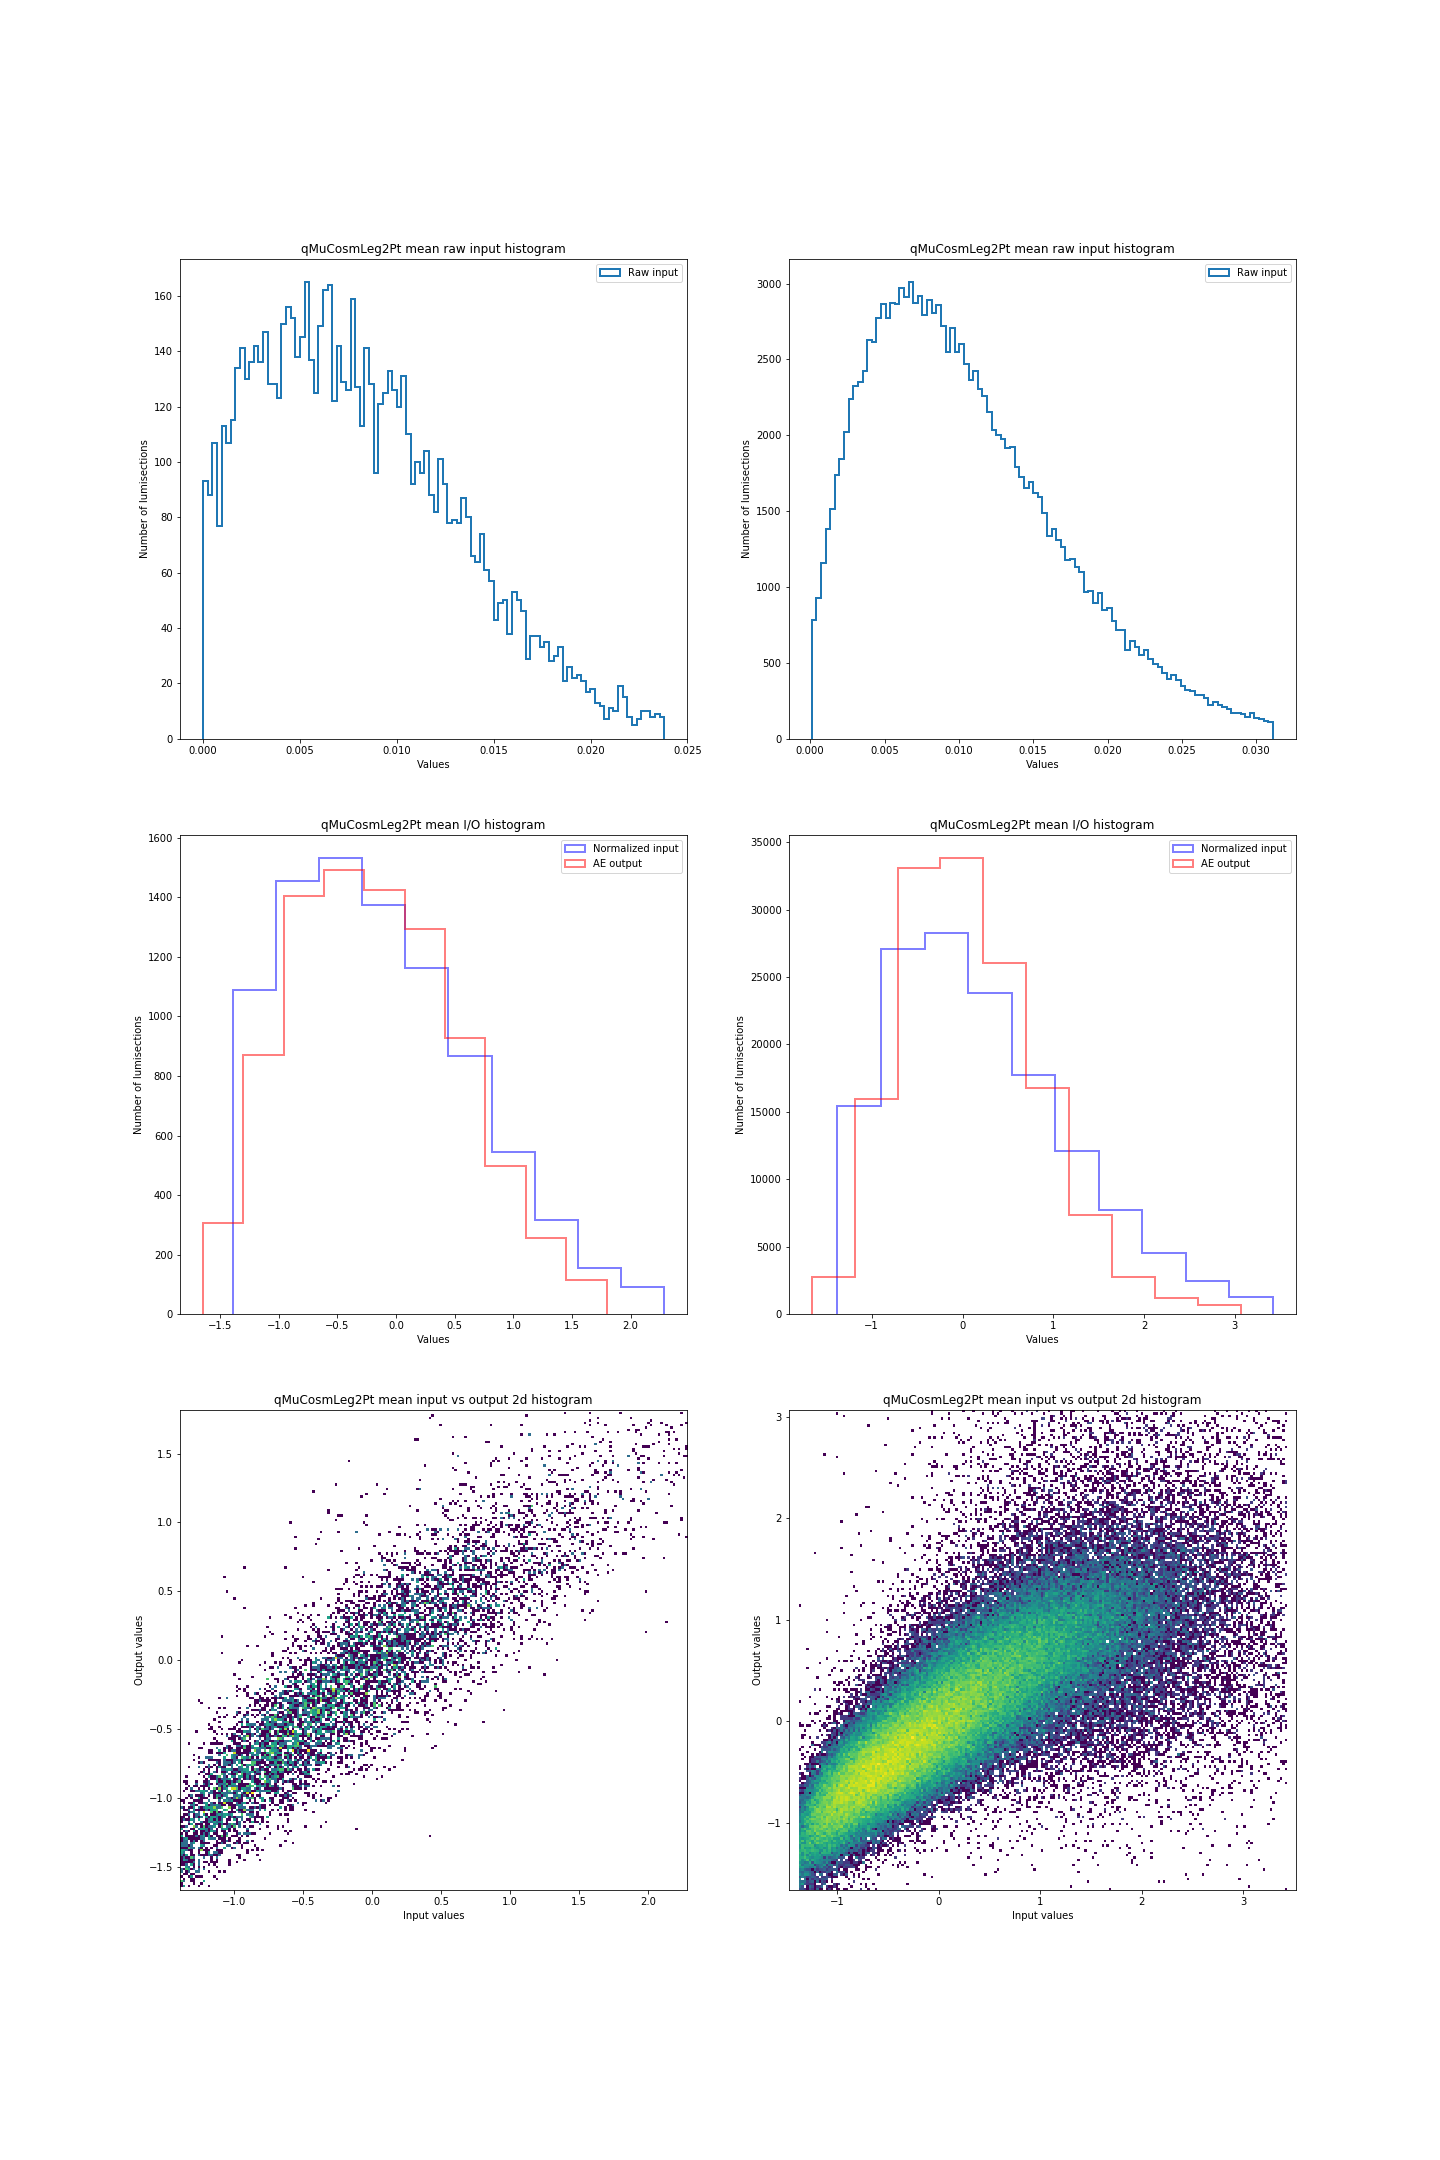 qMuCosmLeg2Pt mean raw input histogram
Raw input
Number of lumisections
160
140
120
100
80
60
40
20
0
0.000 0.005 0.010 0.015 0.020 0.025
Values
qMuCosmLeg2Pt mean raw input histogram
Raw input
Number of lumisections
3000
2500
2000
1500
1000
500
0
0.000 0.005 0.010 0.015 0.020 0.025 0.030
Values
qMuCosmLeg2Pt mean I/O histogram
Normalized input
AE output
Number of lumisections
1600
1400
1200
1000
800
600
400
200
0
−1.5 −1.0 −0.5 0.0 0.5 1.0 1.5 2.0
Values
qMuCosmLeg2Pt mean I/O histogram
Normalized input
AE output
Number of lumisections
35000
30000
25000
20000
15000
10000
5000
0
−1 0 1 2 3
Values
qMuCosmLeg2Pt mean input vs output 2d histogram
Output values
1.5
1.0
0.5
0.0
−0.5
−1.0
−1.5
−1.0 −0.5 0.0 0.5 1.0 1.5 2.0
Input values
qMuCosmLeg2Pt mean input vs output 2d histogram
Output values
3
2
1
0
−1
−1 0 1 2 3
Input values